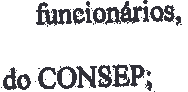 funcionários,
do CONSEP;